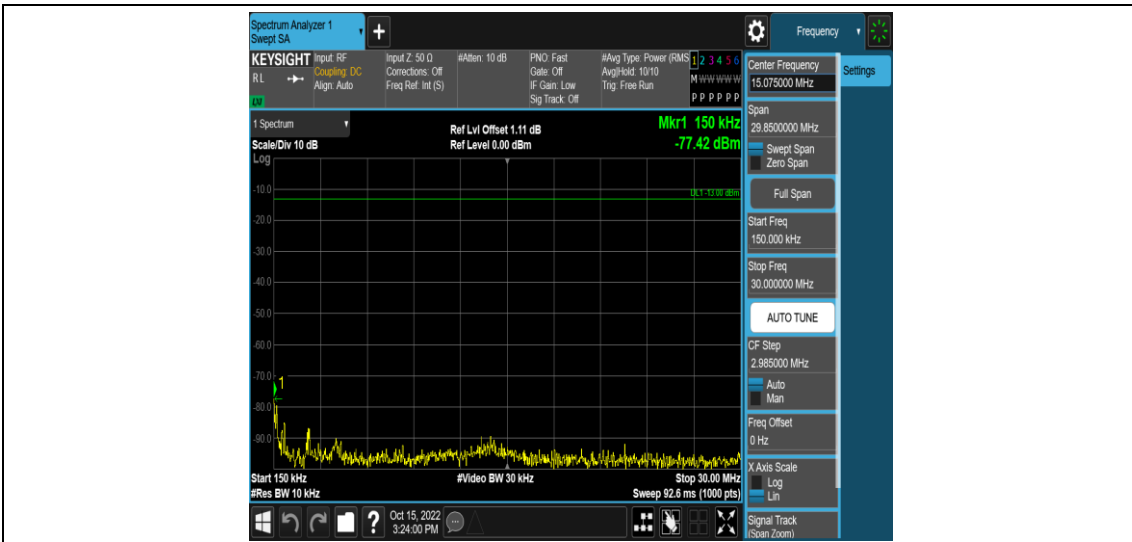 Spectrum Analyzer 1
Swept SA
+
Frequency
KEYSIGHT
RL
LXI
Input: RF
Coupling: DC
Align: Auto
Input Z: 50 Ω
Corrections: Off
Freq Ref: Int (S)
#Atten: 10 dB
PNO: Fast
Gate: Off
IF Gain: Low
Sig Track: Off
#Avg Type: Power (RMS
Avg|Hold: 10/10
Trig: Free Run
1 2 3 4 5 6
M W W W W W
P P P P P P
1 Spectrum
Scale/Div 10 dB
Ref Lvl Offset 1.11 dB
Ref Level 0.00 dBm
Mkr1 150 kHz
-77.42 dBm
Log
DL1 -13.00 dBm
-10.0
-20.0
-30.0
-40.0
-50.0
-60.0
-70.0
1
-80.0
-90.0
Start 150 kHz
#Video BW 30 kHz
Stop 30.00 MHz
#Res BW 10 kHz
Sweep 92.6 ms (1000 pts)
?
Oct 15, 2022
3:24:00 PM
Center Frequency
15.075000 MHz
Settings
Span
29.8500000 MHz
Swept Span
Zero Span
Full Span
Start Freq
150.000 kHz
Stop Freq
30.000000 MHz
AUTO TUNE
CF Step
2.985000 MHz
Auto
Man
Freq Offset
0 Hz
X Axis Scale
Log
Lin
Signal Track
(Span Zoom)